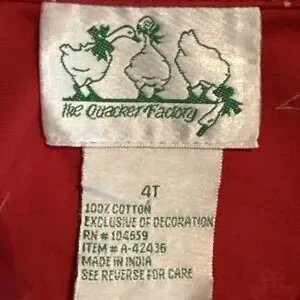 the Quacker Factory
4T
100% COTTON
EXCLUSIVE OF DECORATION
RN # 104659
ITEM # A-42436
MADE IN INDIA
SEE REVERSE FOR CARE